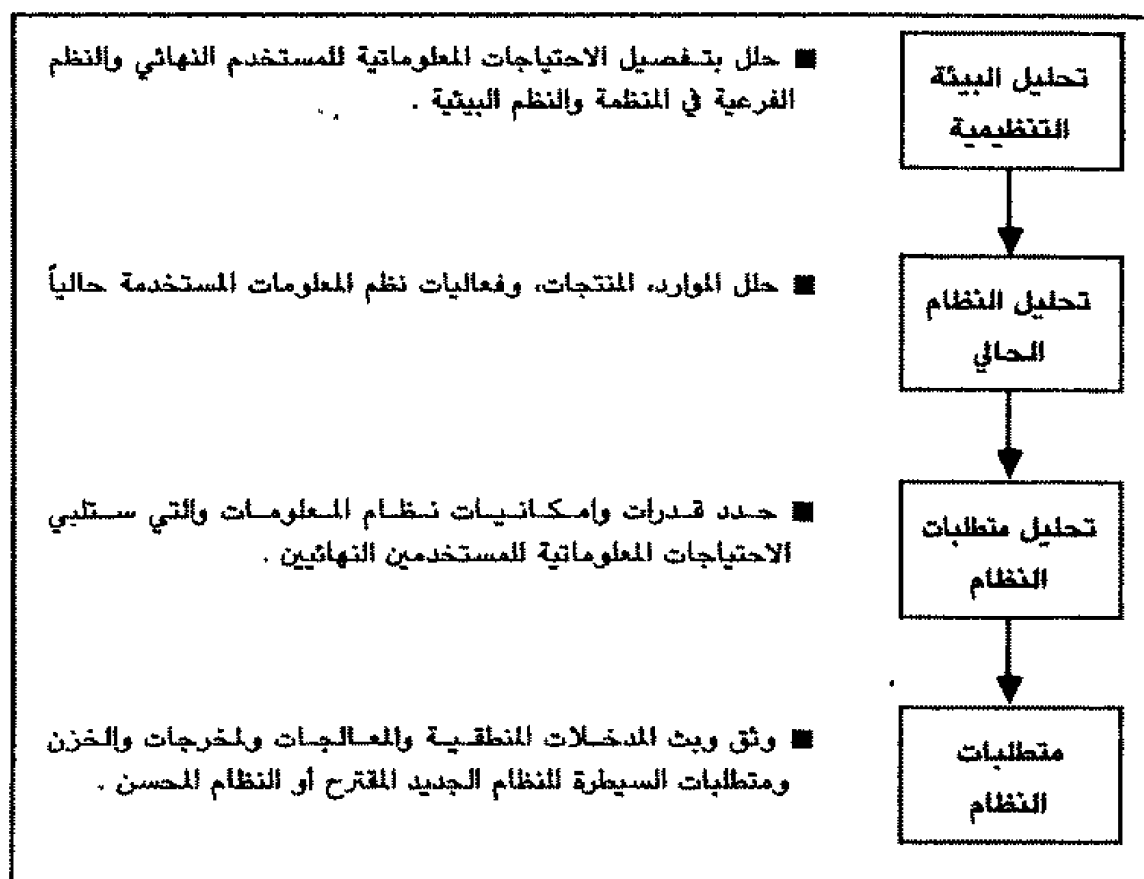 تحليل البيئة
التنظيمية
■ حلل بتفصيل الاحتياجات المعلوماتية للمستخدم النهائي والنظم
الفرعية في المنظمة والنظم البيئية .
تحليل النظام
الحالي
■ حلل الموارد، المنتجات، وفعاليات نظم المعلومات المستخدمة حالياً
تحليل متطلبات
النظام
■ حدد قدرات وإمكانيات نظام المعلومات والتي ستلبي
الاحتياجات المعلوماتية للمستخدمين النهائيين .
متطلبات
النظام
■ وثق وبث المدخلات المنطقية والمعالجات ولمخرجات والخزن
ومتطلبات السيطرة للنظام الجديد المقترح أو النظام المحسن .